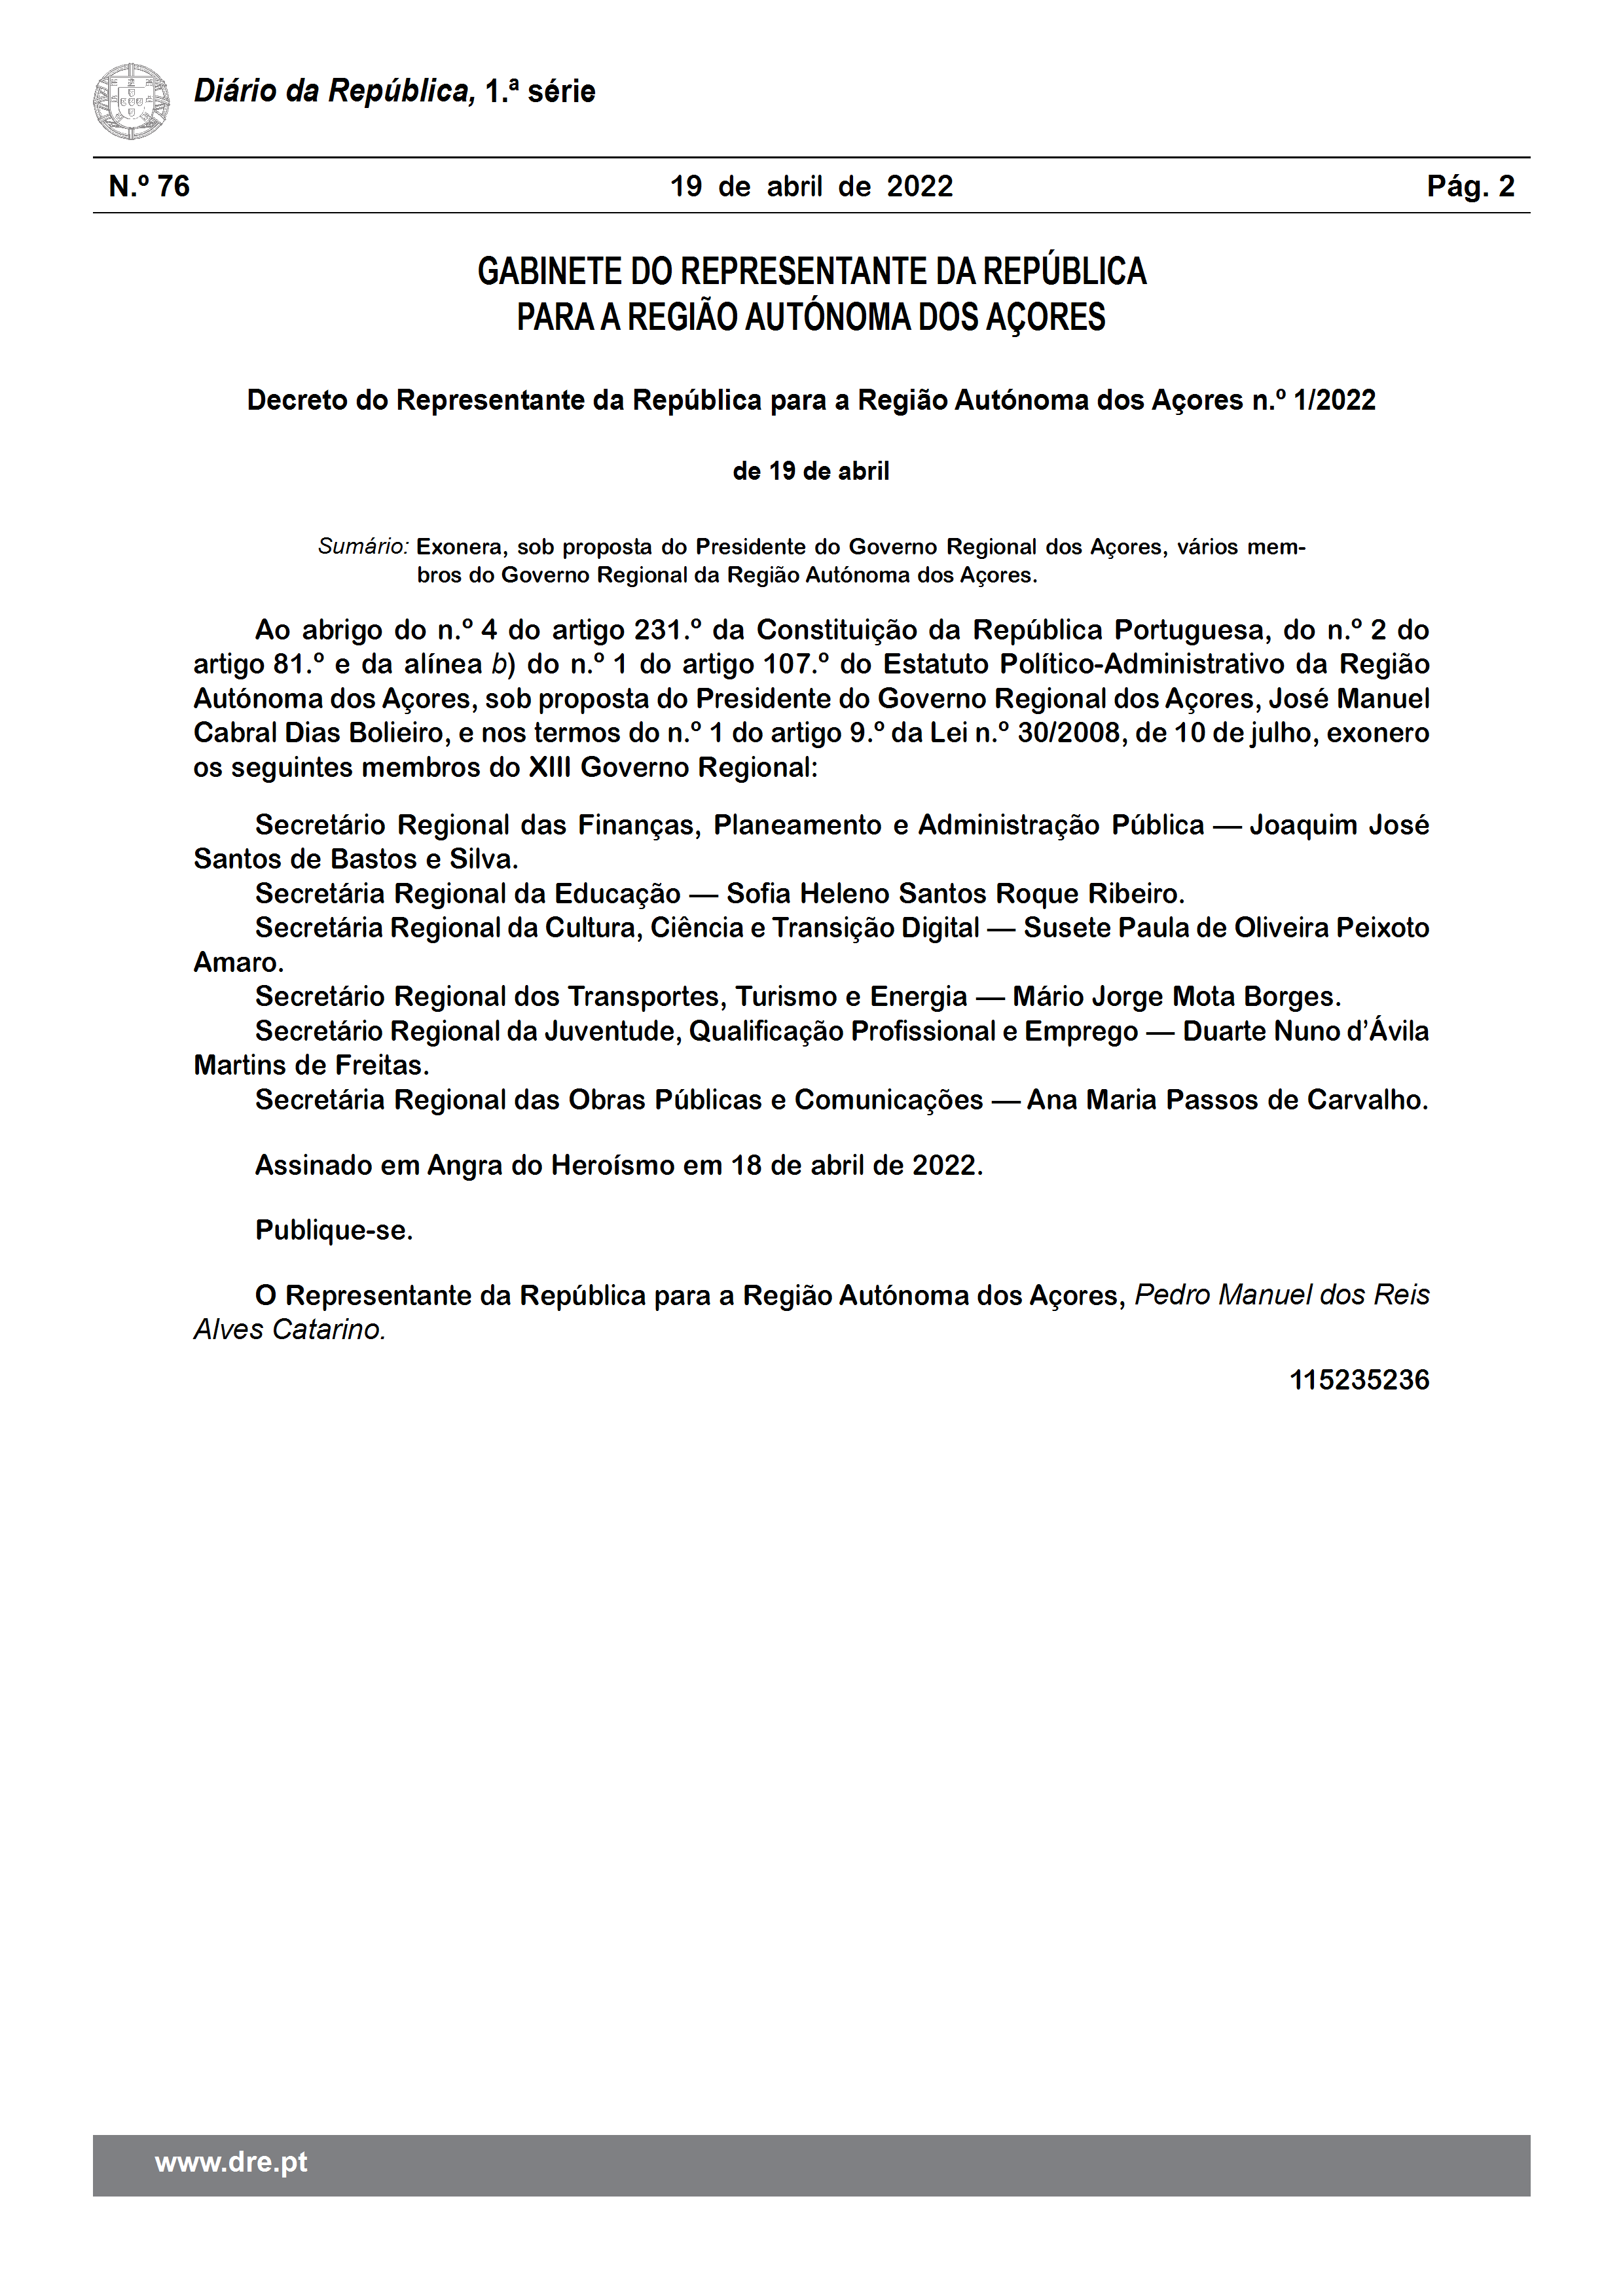 Diário da República, 1.ª série
N.º 76 19 de abril de 2022 Pág. 2
GABINETE DO REPRESENTANTE DA REPÚBLICA
PARA A REGIÃO AUTÓNOMA DOS AÇORES
Decreto do Representante da República para a Região Autónoma dos Açores n.º 1/2022
de 19 de abril
Sumário: Exonera, sob proposta do Presidente do Governo Regional dos Açores, vários mem-
bros do Governo Regional da Região Autónoma dos Açores.
Ao abrigo do n.º 4 do artigo 231.º da Constituição da República Portuguesa, do n.º 2 do
artigo 81.º e da alínea b) do n.º 1 do artigo 107.º do Estatuto Político-Administrativo da Região
Autónoma dos Açores, sob proposta do Presidente do Governo Regional dos Açores, José Manuel
Cabral Dias Bolieiro, e nos termos do n.º 1 do artigo 9.º da Lei n.º 30/2008, de 10 de julho, exonero
os seguintes membros do XIII Governo Regional:
Secretário Regional das Finanças, Planeamento e Administração Pública — Joaquim José
Santos de Bastos e Silva.
Secretária Regional da Educação — Sofia Heleno Santos Roque Ribeiro.
Secretária Regional da Cultura, Ciência e Transição Digital — Susete Paula de Oliveira Peixoto
Amaro.
Secretário Regional dos Transportes, Turismo e Energia — Mário Jorge Mota Borges.
Secretário Regional da Juventude, Qualificação Profissional e Emprego — Duarte Nuno d’Ávila
Martins de Freitas.
Secretária Regional das Obras Públicas e Comunicações — Ana Maria Passos de Carvalho.
Assinado em Angra do Heroísmo em 18 de abril de 2022.
Publique-se.
O Representante da República para a Região Autónoma dos Açores, Pedro Manuel dos Reis
Alves Catarino.
115235236
www.dre.pt